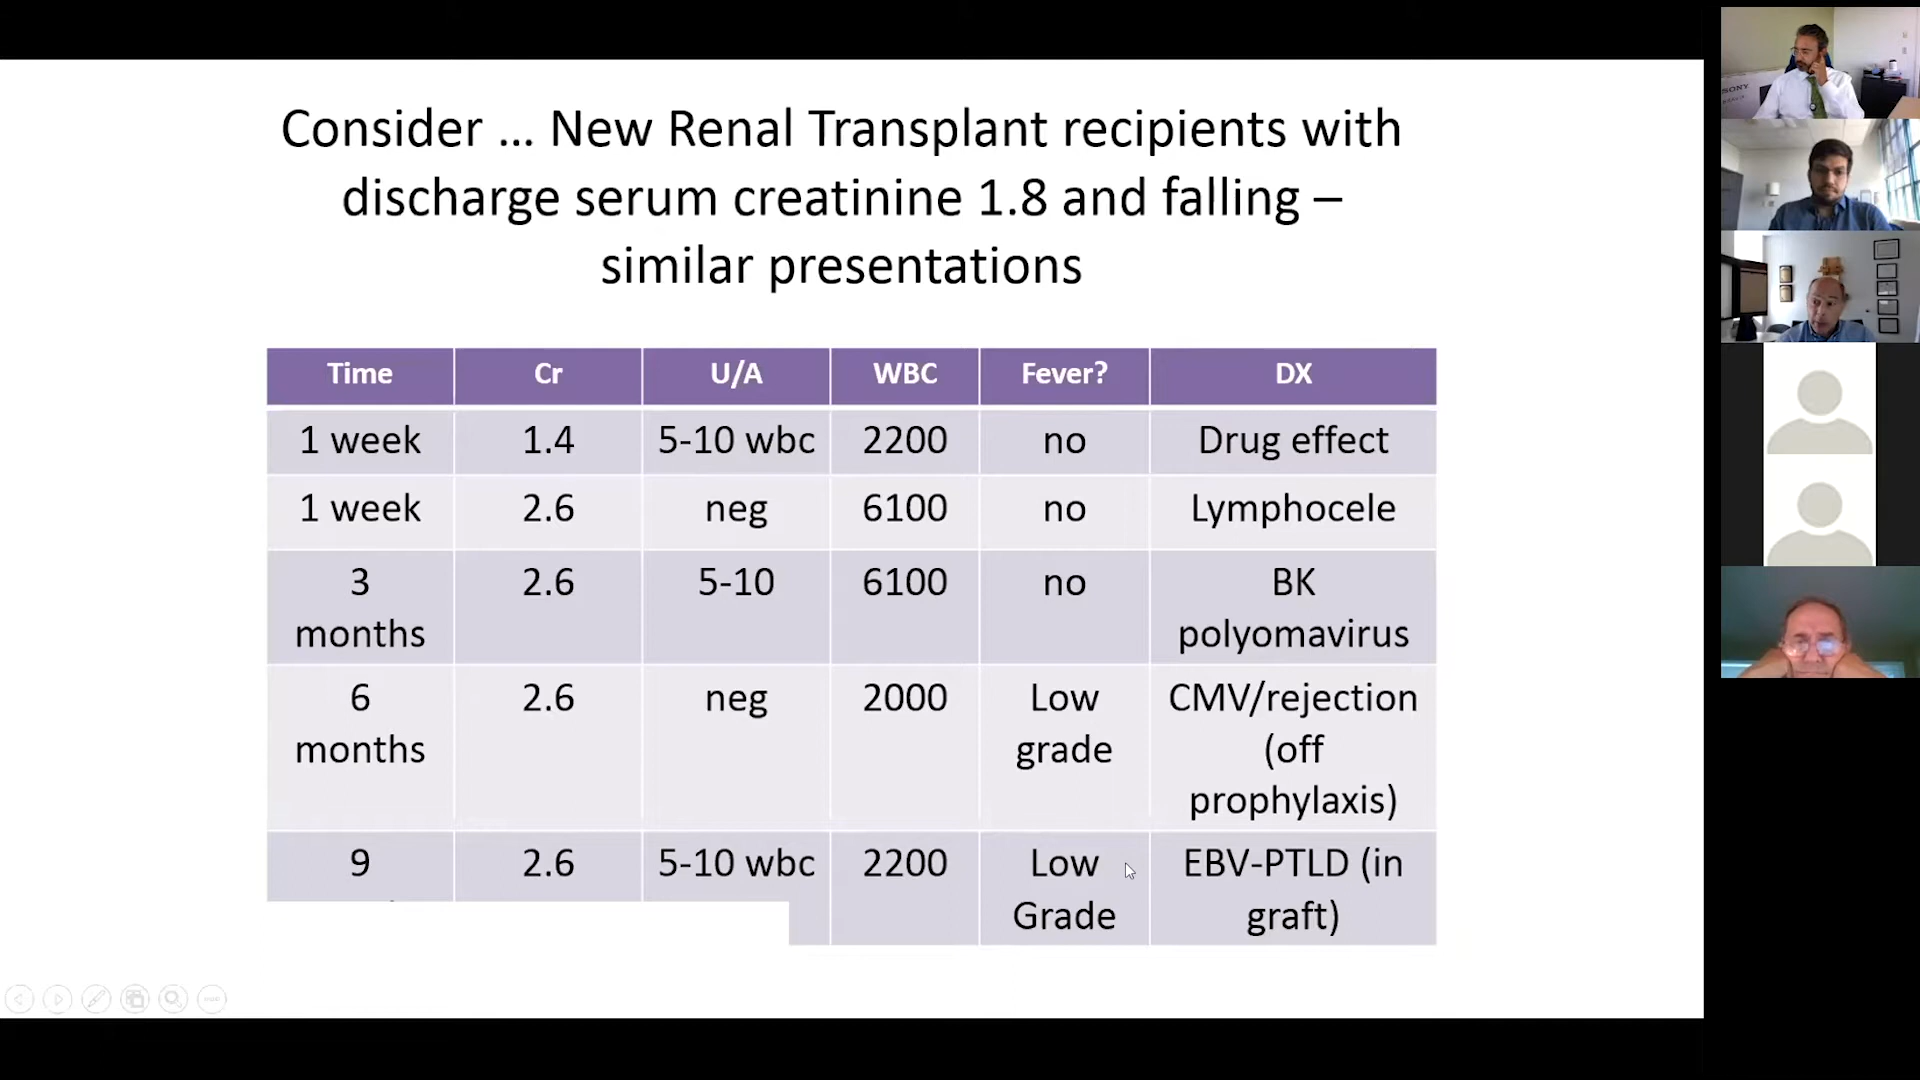 Consider ... New Renal Transplant recipients with
discharge serum creatinine 1.8 and falling –
similar presentations
Time Cr U/A WBC Fever? DX
1 week 1.4 5-10 wbc 2200 no Drug effect
1 week 2.6 neg 6100 no Lymphocele
3 2.6 5-10 6100 no BK
months polyomavirus
6 2.6 neg 2000 Low CMV/rejection
months grade (off
prophylaxis)
9 2.6 5-10 wbc 2200 Low EBV-PTLD (in
Grade graft)
SONY